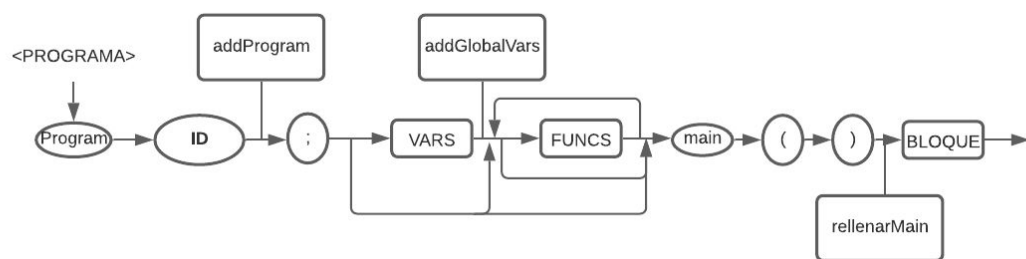 addProgram
addGlobalVars
<PROGRAMA>
Program
ID
;
VARS
FUNCS
main
(
)
BLOQUE
rellenarMain